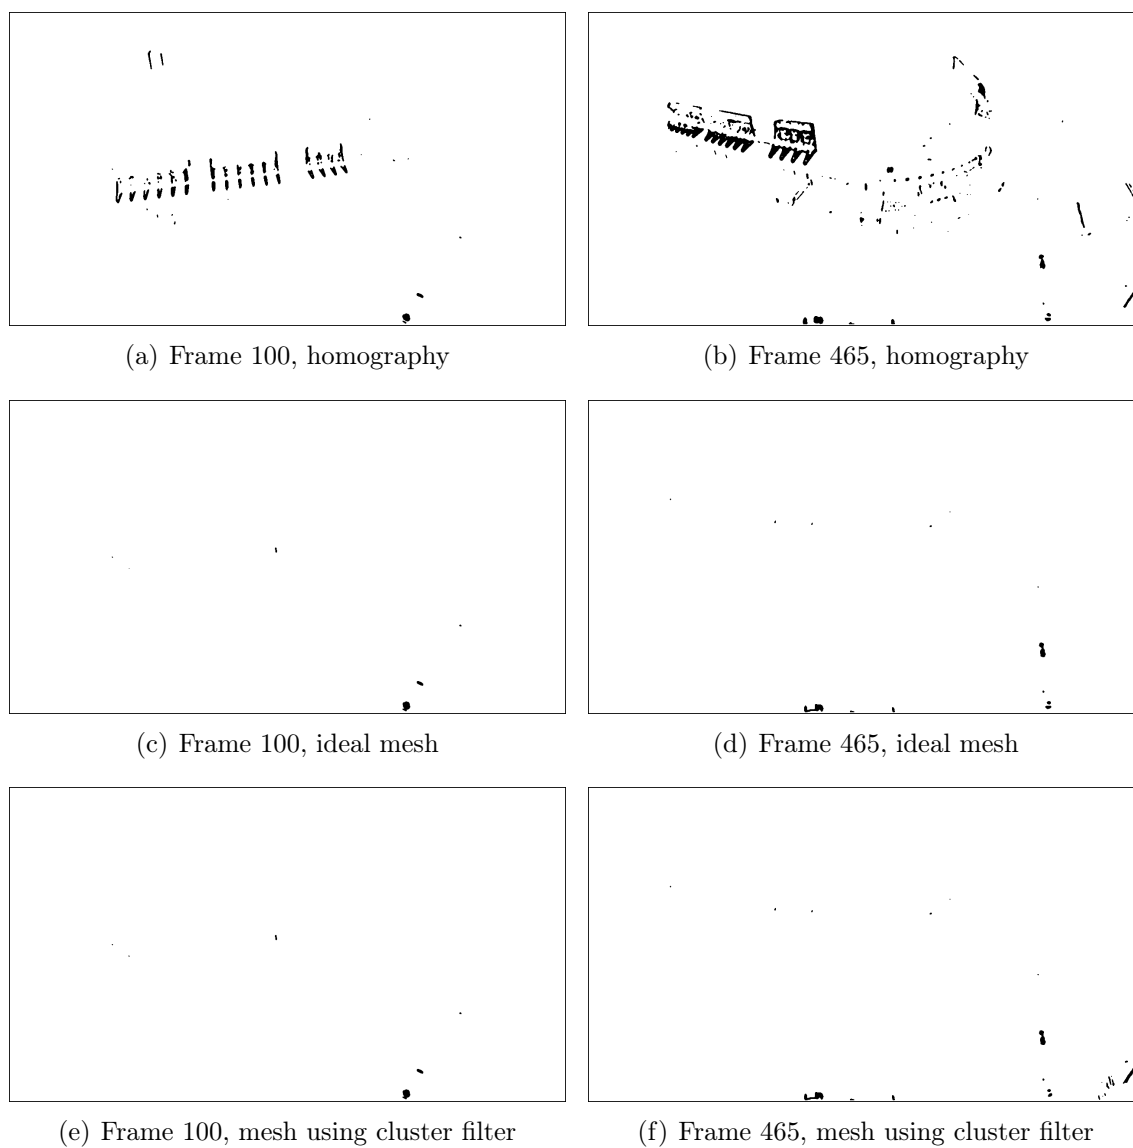 (a) Frame 100, homography
(b) Frame 465, homography
(c) Frame 100, ideal mesh
(d) Frame 465, ideal mesh
(e) Frame 100, mesh using cluster filter
(f) Frame 465, mesh using cluster filter